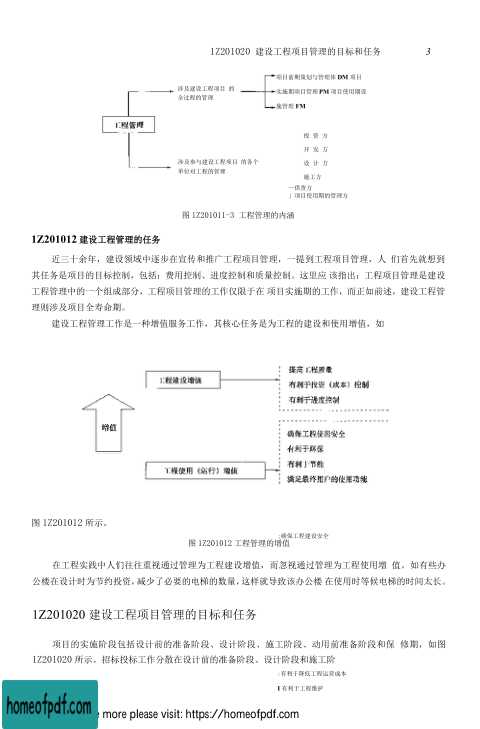 1Z201020 建设工程项目管理的目标和任务 3
项目前期策划与管理体 DM 项目
涉及建设工程项目 的
全过程的管理
实施期项目管理 PM 项目使用期设
施管理 FM
工程管理
投 资 方
开 发 方
涉及参与建设工程项目 的各个
单位对工程的管理
设 计 方
施工方
一供货方
丿项目使用期的管理方
图 1Z201011-3 工程管理的内涵
1Z201012 建设工程管理的任务
近三十余年，建设领域中逐步在宣传和推广工程项目管理，一提到工程项目管理，人 们首先就想到
其任务是项目的目标控制，包括：费用控制、进度控制和质量控制。这里应 该指出：工程项目管理是建设
工程管理中的一个组成部分，工程项目管理的工作仅限于在 项目实施期的工作，而正如前述，建设工程管
理则涉及项目全寿命期。
建设工程管理工作是一种增值服务工作，其核心任务是为工程的建设和使用增值，如
提高工程质量
工程建设增值
有利于投资（成本）控制
有利于进度控制
增值
确保工程使用安全
有利于环保
有利于节能
工程使用（运行）增值
满足最终用户的使用功能
图 1Z201012 所示。
:确保工程建设安全
图 1Z201012 工程管理的增值
在工程实践中人们往往重视通过管理为工程建设增值，而忽视通过管理为工程使用增 值。如有些办
公楼在设计时为节约投资，减少了必要的电梯的数量，这样就导致该办公楼 在使用时等候电梯的时间太长。
1Z201020 建设工程项目管理的目标和任务
项目的实施阶段包括设计前的准备阶段、设计阶段、施工阶段、动用前准备阶段和保 修期，如图
1Z201020 所示。招标投标工作分散在设计前的准备阶段、设计阶段和施工阶
:有利于降低工程运营成本
I 有利于工程维护
homeofpdf.com
e more please visit: https://homeofpdf.com